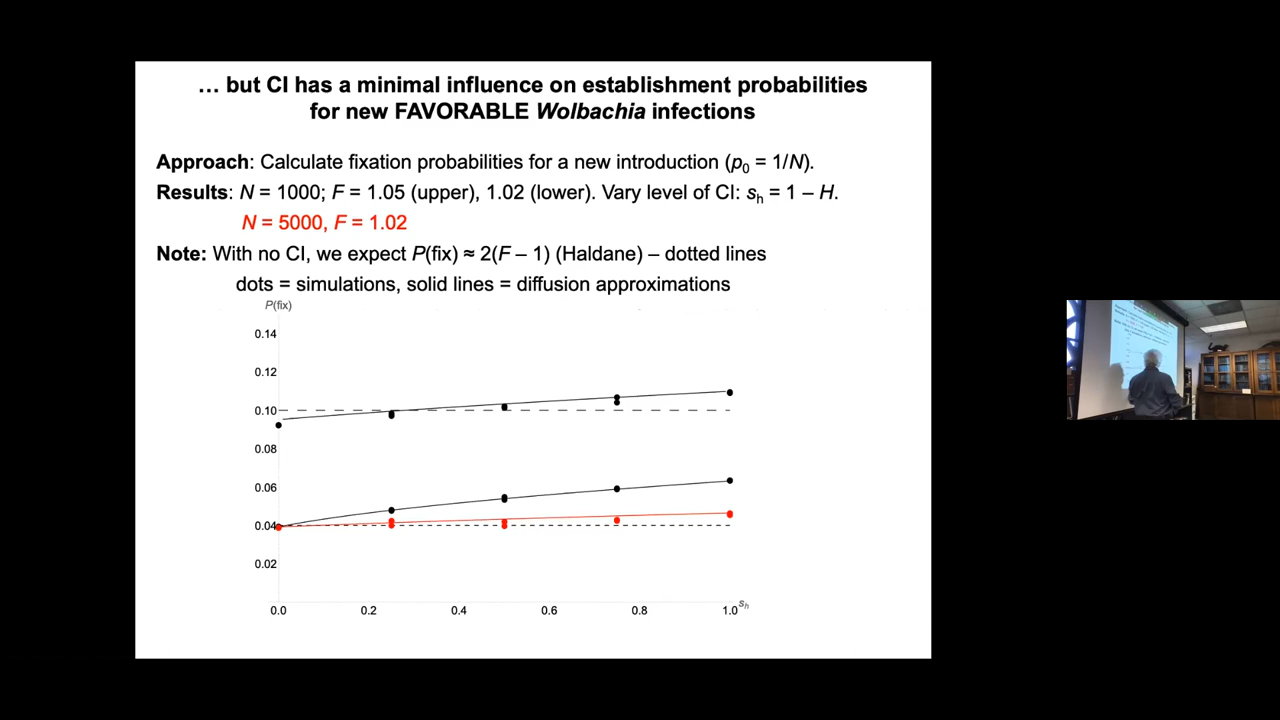 … but CI has a minimal influence on establishment probabilities
for new FAVORABLE Wolbachia infections
Approach: Calculate fixation probabilities for a new introduction (p0 = 1/N).
Results: N = 1000; F = 1.05 (upper), 1.02 (lower). Vary level of CI: sh = 1 – H.
N = 5000, F = 1.02
Note: With no CI, we expect P(fix) ≈ 2(F – 1) (Haldane) – dotted lines
dots = simulations, solid lines = diffusion approximations
P(fix)
0.14
0.12
0.10
0.08
0.06
0.04
0.02
0.0 0.2 0.4 0.6 0.8 1.0 sh